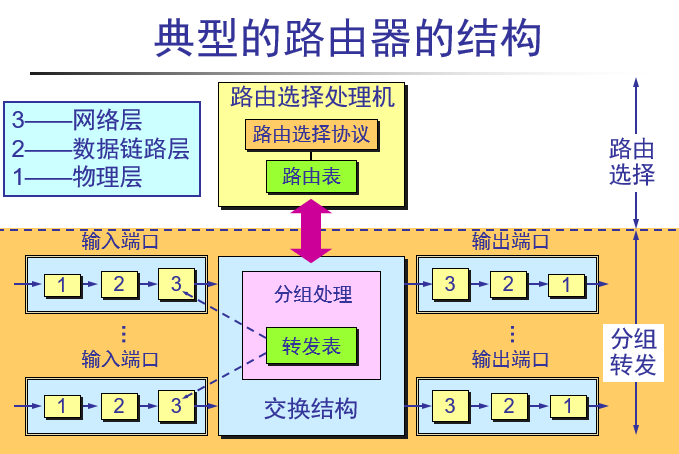 典型的路由器的结构
3——网络层
2——数据链路层
1——物理层
路由选择处理机
路由选择协议
路由表
路由
选择
输入端口
1 2 3
⋮
输入端口
1 2 3
分组处理
转发表
交换结构
输出端口
3 2 1
⋮
输出端口
3 2 1
分组
转发